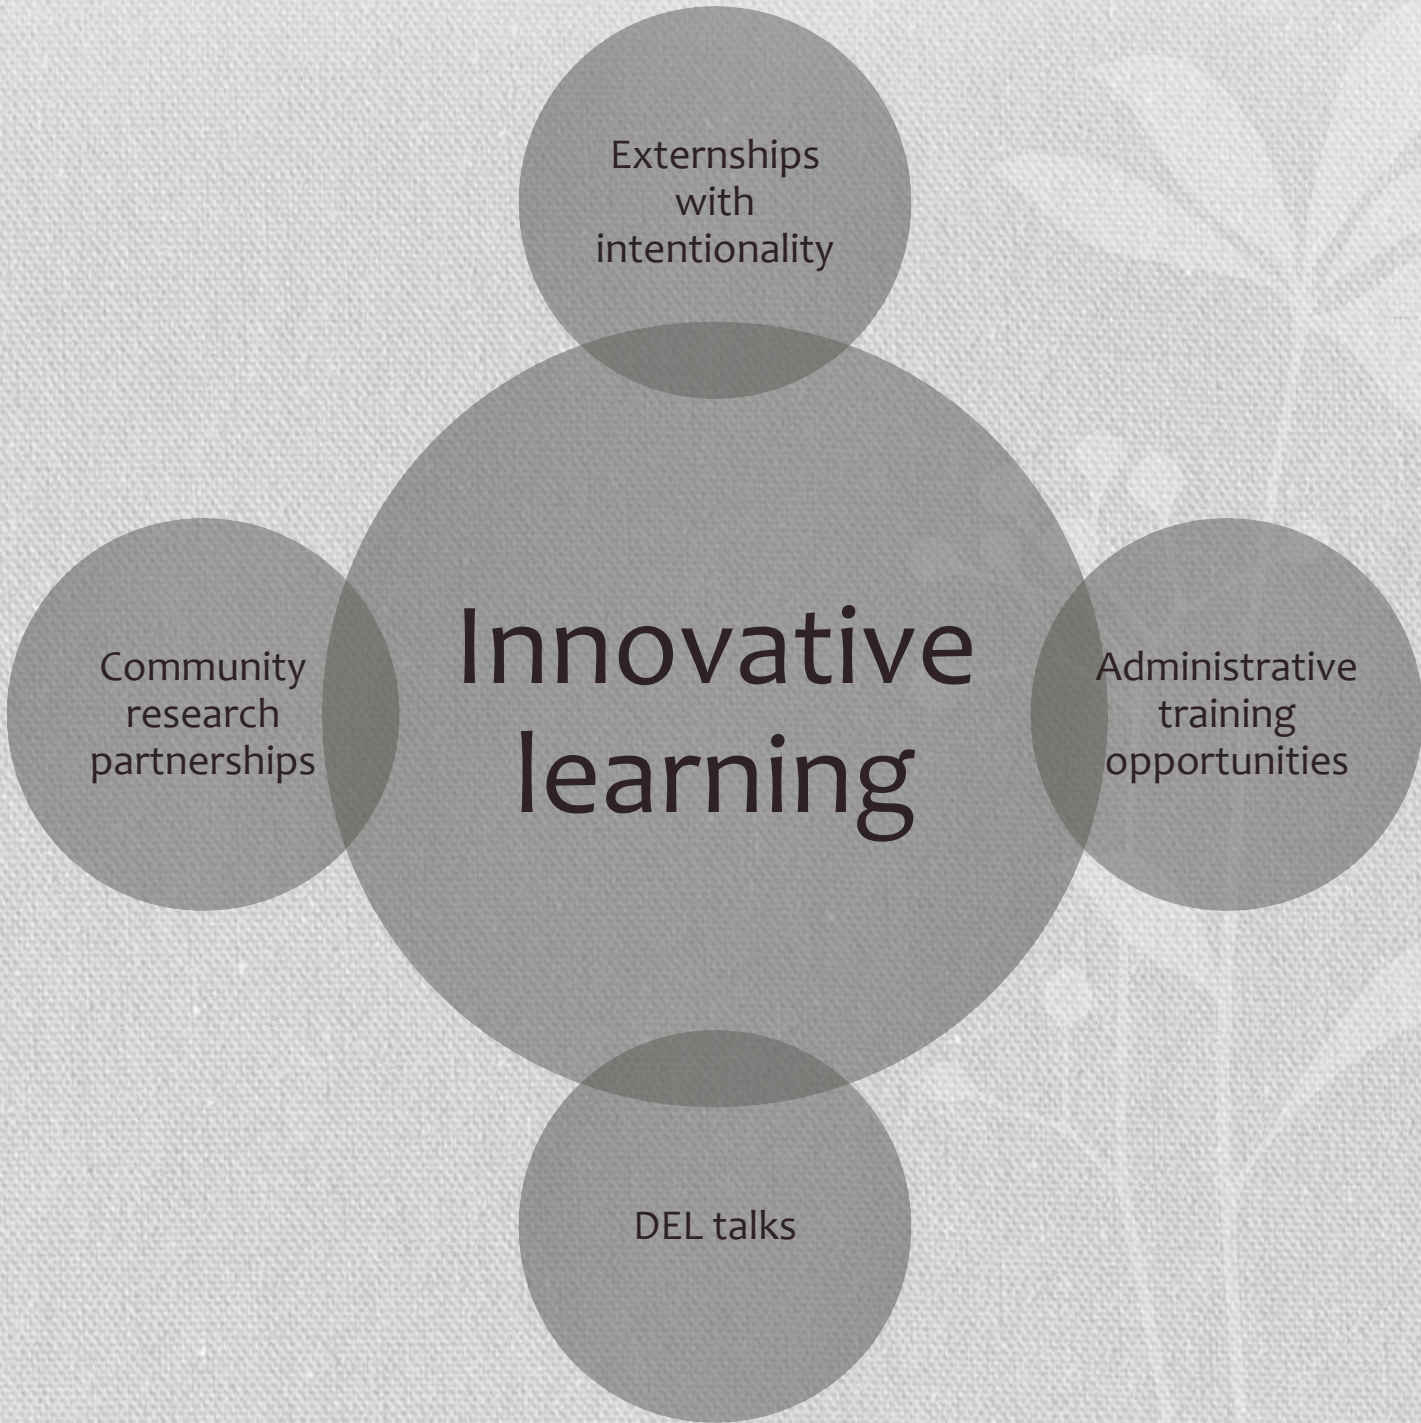 Externships
with
intentionality
Community
research
partnerships
Innovative
learning
Administrative
training
opportunities
DEL talks